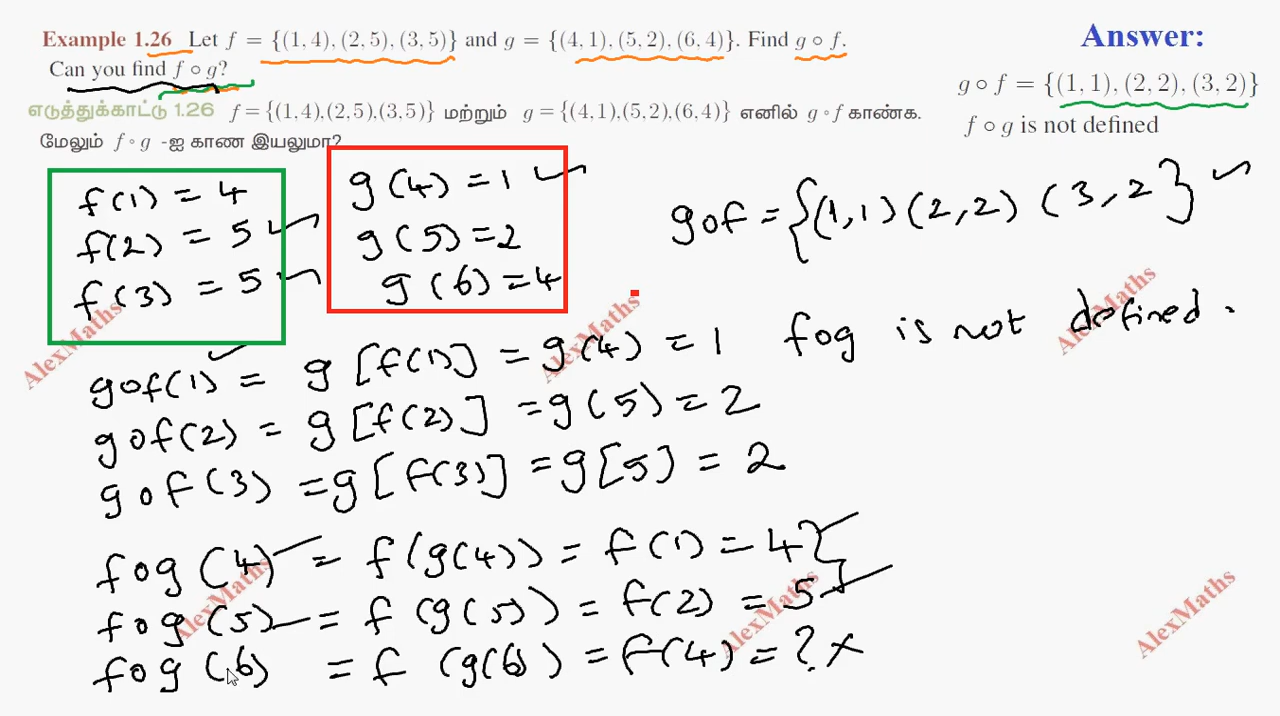 Example 1.26 Let f = {(1, 4), (2, 5), (3, 5)} and g = {(4, 1), (5, 2), (6, 4)}. Find g ∘ f.
Can you find f ∘ g?
எடுத்துக்காட்டு 1.26 f = {(1,4),(2,5),(3,5)} மற்றும் g = {(4,1),(5,2),(6,4)} எனில் g ∘ f காண்க.
மேலும் f ∘ g -ஐ காண இயலுமா?
Answer:
g ∘ f = {(1, 1), (2, 2), (3, 2)}
f ∘ g is not defined
f(1) = 4
f(2) = 5
f(3) = 5
g(4) = 1
g(5) = 2
g(6) = 4
gof = {(1,1) (2,2) (3,2}
fog is not defined.
gof(1) = g[f(1)] = g(4) = 1
gof(2) = g[f(2)] = g(5) = 2
gof(3) = g[f(3)] = g[5] = 2
fog(4) = f(g(4)) = f(1) = 4
fog(5) = f(g(5)) = f(2) = 5
fog(6) = f(g(6)) = f(4) = ? ×
AlexMaths
AlexMaths
AlexMaths
AlexMaths
AlexMaths
AlexMaths